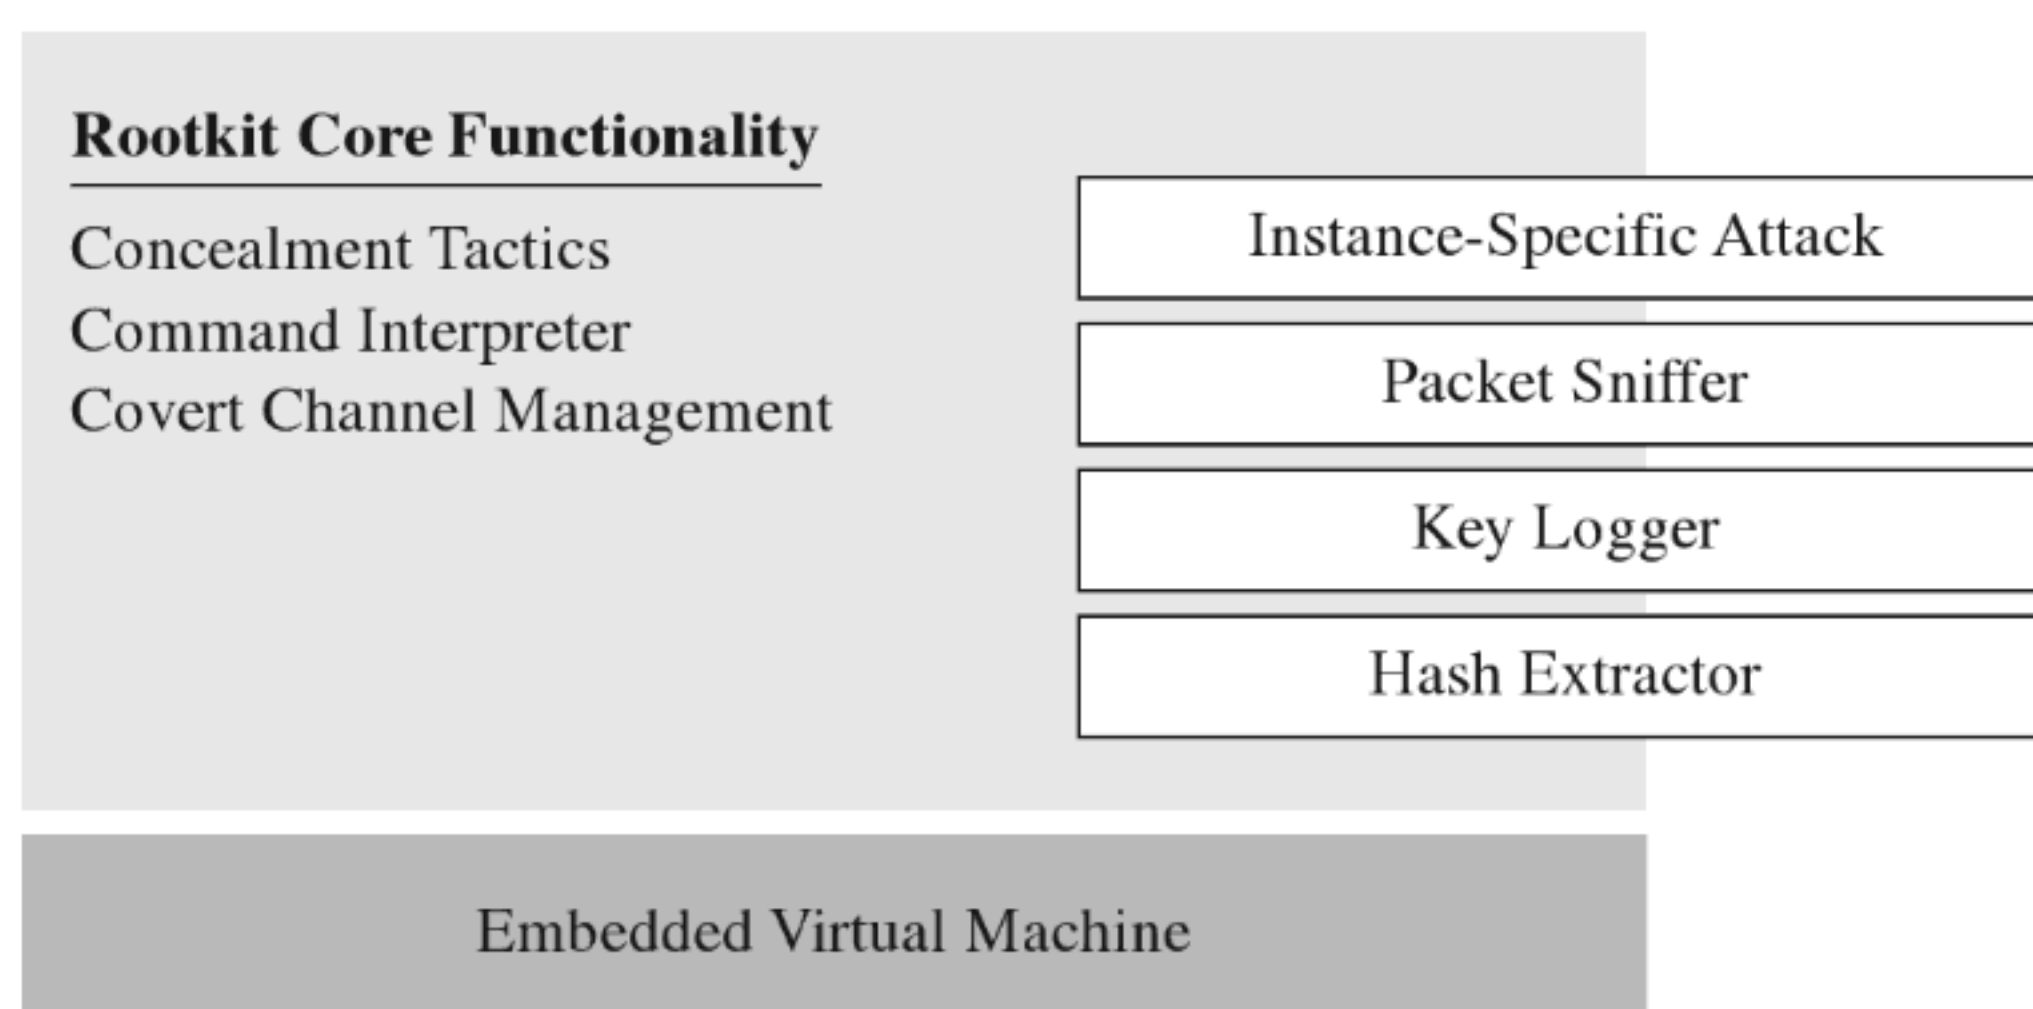 Rootkit Core Functionality
Concealment Tactics
Command Interpreter
Covert Channel Management
Instance-Specific Attack
Packet Sniffer
Key Logger
Hash Extractor
Embedded Virtual Machine